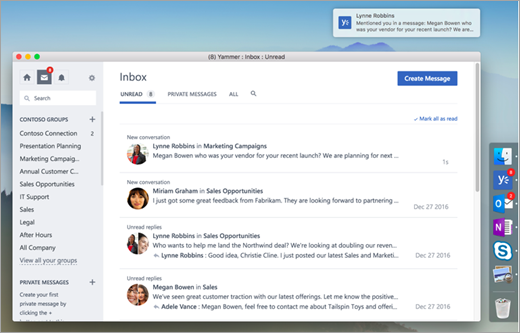 Lynne Robbins
Mentioned you in a message: Megan Bowen who
was your vendor for your recent launch? We are...
(8) Yammer : Inbox : Unread
8
Search
CONTOSO GROUPS +
Contoso Connection 2
Presentation Planning
Marketing Campaig...
Annual Customer C...
Sales Opportunities
IT Support
Sales
Legal
After Hours
All Company
View all your groups
PRIVATE MESSAGES +
Create your first
private message by
clicking the +
Inbox
Create Message
UNREAD 8 PRIVATE MESSAGES ALL
Mark all as read
New conversation
Lynne Robbins in Marketing Campaigns
Megan Bowen who was your vendor for your recent launch? We are planning for next ...
1s
New conversation
Miriam Graham in Sales Opportunities
I just got some great feedback from Fabrikam. They are looking forward to partnering ...
Dec 27 2016
Unread replies
Lynne Robbins in Sales Opportunities
Who wants to help me land the Northwind deal? We're looking at doubling our reven...
Lynne Robbins : Good idea, Christie Cline. I just posted our latest Sales and Marketi...
Dec 27 2016
Unread replies
Megan Bowen in Sales
We've seen great customer traction with our latest offerings. Let me know the positive...
Adele Vance : Megan Bowen, feel free to contact me about Tailspin Toys and offeri...
Dec 27 2016